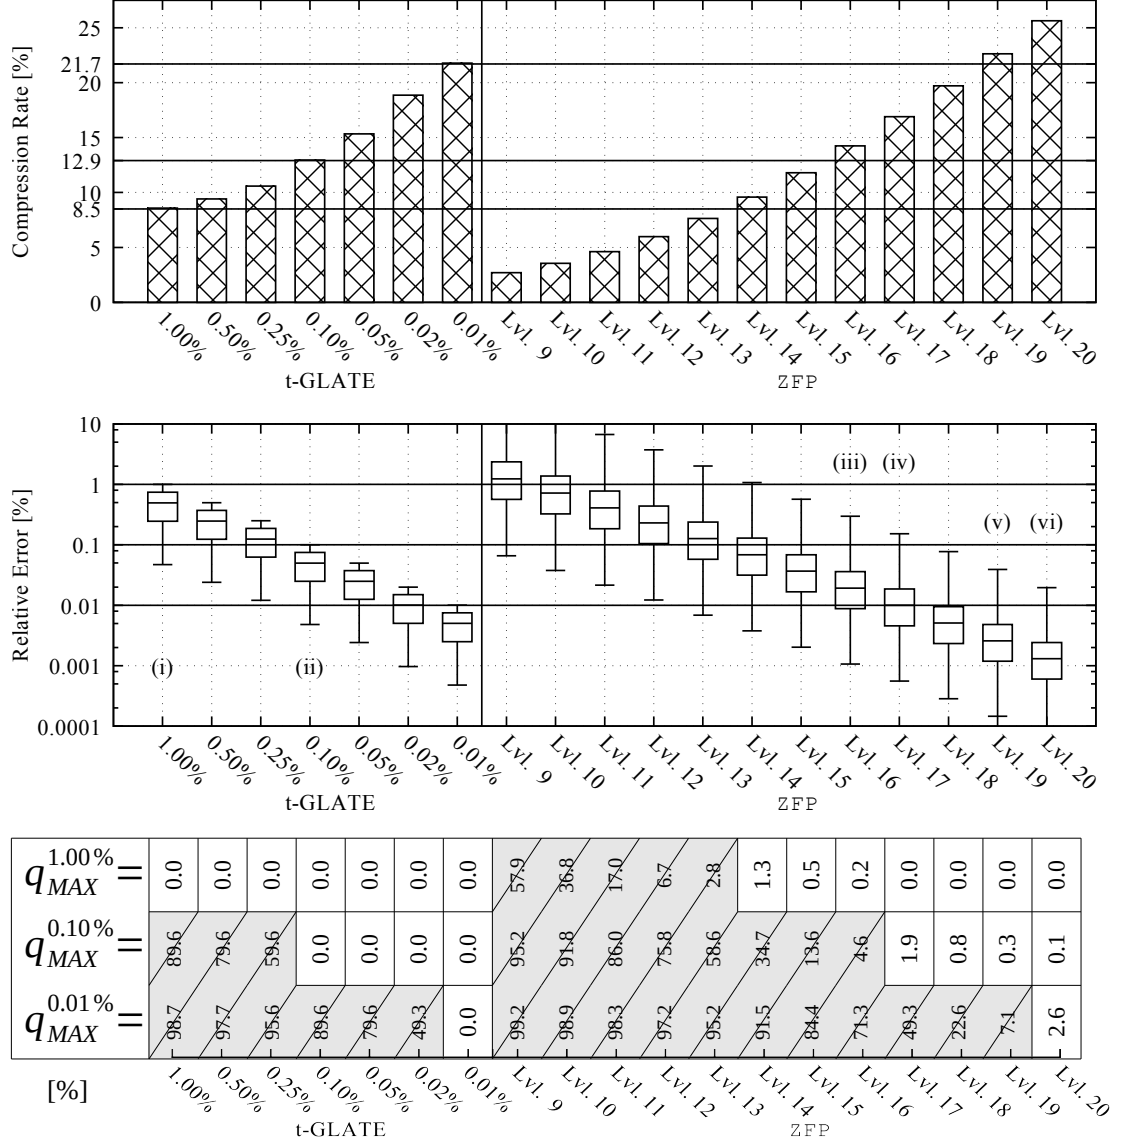 Compression Rate [%]
25
21.7
20
15
12.9
10
8.5
5
0
1.00% 0.50% 0.25% 0.10% 0.05% 0.02% 0.01% Lvl. 9 Lvl. 10 Lvl. 11 Lvl. 12 Lvl. 13 Lvl. 14 Lvl. 15 Lvl. 16 Lvl. 17 Lvl. 18 Lvl. 19 Lvl. 20
t-GLATE ZFP
Relative Error [%]
10
1
0.1
0.01
0.001
0.0001
(iii) (iv)
(v) (vi)
(i) (ii)
1.00% 0.50% 0.25% 0.10% 0.05% 0.02% 0.01% Lvl. 9 Lvl. 10 Lvl. 11 Lvl. 12 Lvl. 13 Lvl. 14 Lvl. 15 Lvl. 16 Lvl. 17 Lvl. 18 Lvl. 19 Lvl. 20
t-GLATE ZFP
q MAX 1.00% = 0.0 0.0 0.0 0.0 0.0 0.0 0.0 57.9 36.8 17.0 6.7 2.8 1.3 0.5 0.2 0.0 0.0 0.0 0.0
q MAX 0.10% = 89.6 79.6 59.6 0.0 0.0 0.0 0.0 95.2 91.8 86.0 75.8 58.6 34.7 13.6 4.6 1.9 0.8 0.3 0.1
q MAX 0.01% = 98.7 97.7 95.6 89.6 79.6 49.3 0.0 99.2 98.9 98.3 97.2 95.2 91.5 84.4 71.3 49.3 22.6 7.1 2.6
[%] 1.00% 0.50% 0.25% 0.10% 0.05% 0.02% 0.01% Lvl. 9 Lvl. 10 Lvl. 11 Lvl. 12 Lvl. 13 Lvl. 14 Lvl. 15 Lvl. 16 Lvl. 17 Lvl. 18 Lvl. 19 Lvl. 20
t-GLATE ZFP